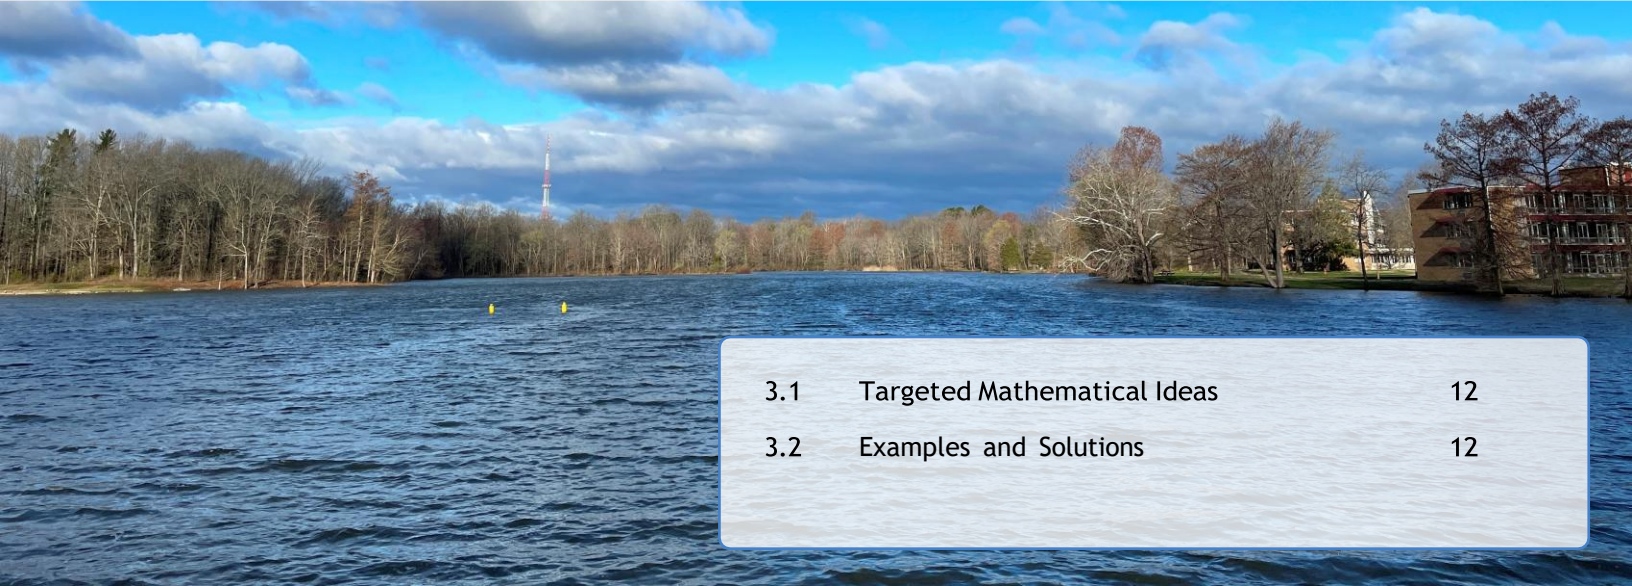 3.1 Targeted Mathematical Ideas 12
3.2 Examples and Solutions 12